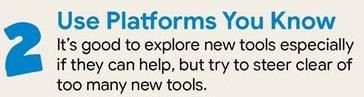 2
Use Platforms You Know
It's good to explore new tools especially
if they can help, but try to steer clear of
too many new tools.